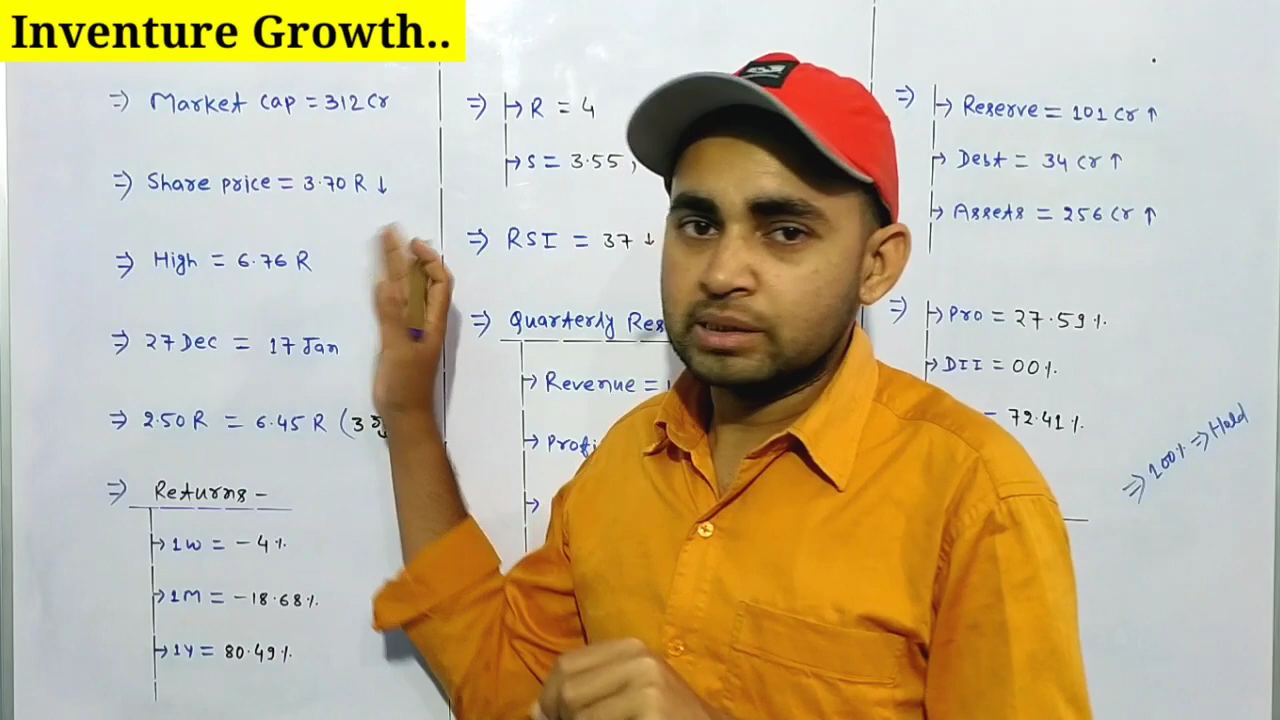 Inventure Growth..
⇒ Market Cap = 312 Cr
⇒ Share price = 3.70 R ↓
⇒ High = 6.76 R
⇒ 27 Dec = 17 Jan
⇒ 2.50 R = 6.45 R (3
⇒ Returns -
→ 1W = -4%
→ 1M = -18.68%
→ 1Y = 80.49%
⇒ → R = 4
→ S = 3.55,
⇒ RSI = 37 ↓
⇒ Quarterly Res
→ Revenue =
→ Profi
→
⇒ → Reserve = 101 Cr ↑
→ Debt = 34 Cr ↑
→ Assets = 256 Cr ↑
⇒ → Pro = 27.59%
→ DII = 00%
= 72.41%
⇒ 100% ⇒ Hold